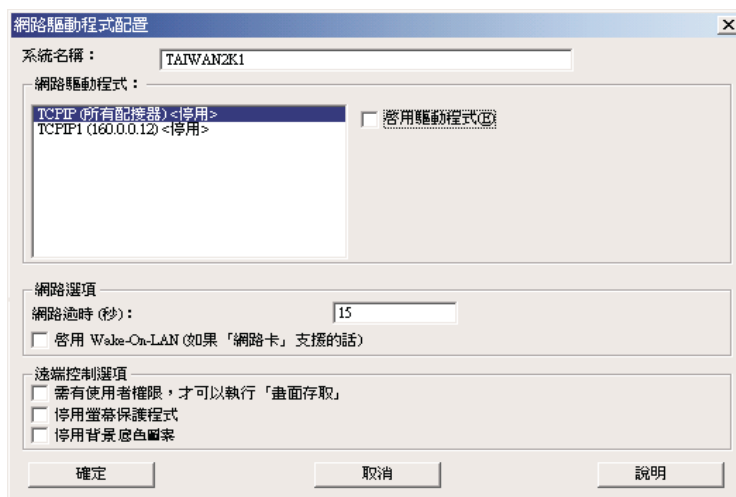 網路驅動程式配置
系統名稱：
TAIWAN2K1
網路驅動程式：
TCPIP (所有配接器) <停用>
TCPIP1 (160.0.0.12) <停用>
啓用驅動程式(E)
網路選項
網路逾時 (秒)：
15
啓用 Wake-On-LAN (如果「網路卡」支援的話)
遠端控制選項
需有使用者權限，才可以執行「畫面存取」
停用螢幕保護程式
停用背景底色圖案
確定
取消
說明